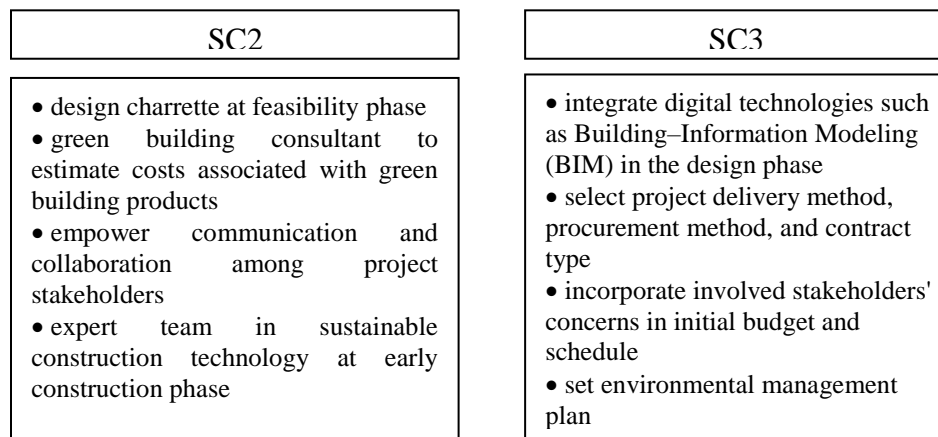 SC2
• design charrette at feasibility phase
• green building consultant to
estimate costs associated with green
building products
• empower communication and
collaboration among project
stakeholders
• expert team in sustainable
construction technology at early
construction phase
SC3
• integrate digital technologies such
as Building–Information Modeling
(BIM) in the design phase
• select project delivery method,
procurement method, and contract
type
• incorporate involved stakeholders'
concerns in initial budget and
schedule
• set environmental management
plan